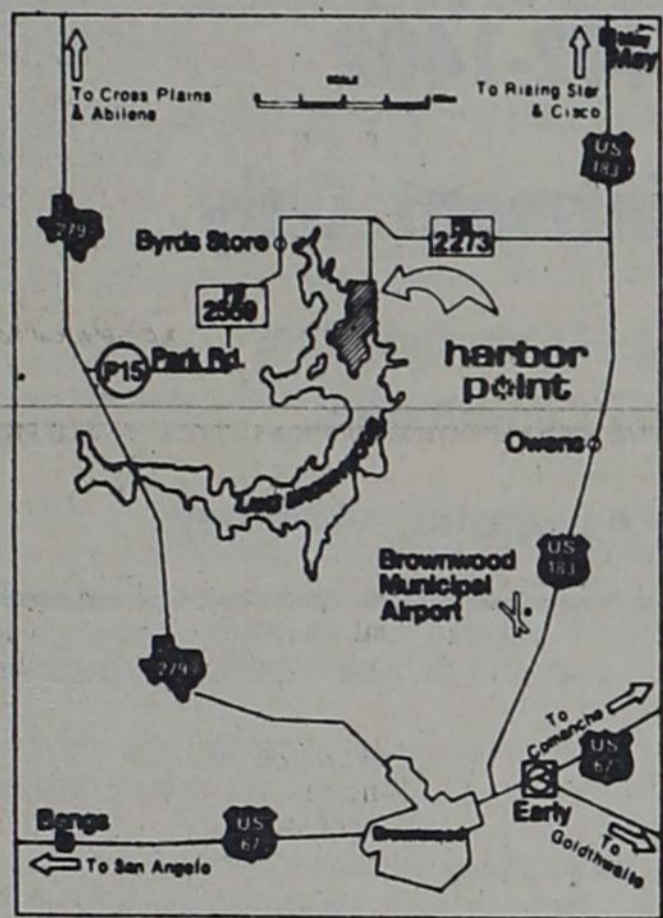 To Cross Plains
& Abilene
SCALE
To Rising Star
& Cisco
May
US
183
279
Byrds Store
2273
2559
P15
Park Rd.
harbor
point
Owens
US
183
Brownwood
Municipal
Airport
279
To
Comanche
US
67
Early
To
Goldthwaite
Bangs
US
67
Brownwood
To San Angelo